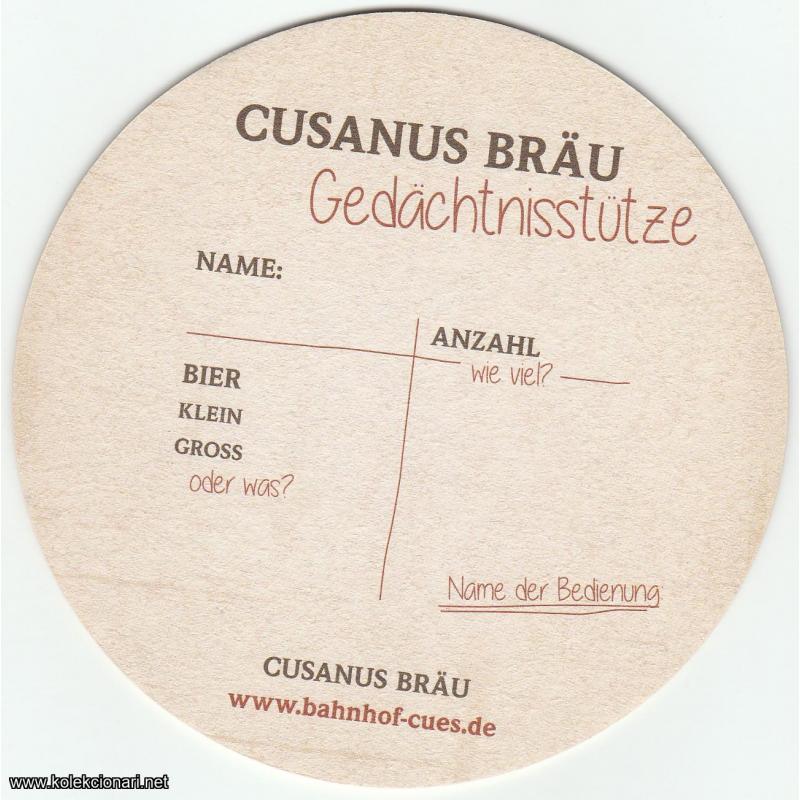 CUSANUS BRÄU
Gedächtnisstütze
NAME:
ANZAHL
wie viel?
BIER
KLEIN
GROSS
oder was?
Name der Bedienung:
CUSANUS BRÄU
www.bahnhof-cues.de
www.kolekcionari.net